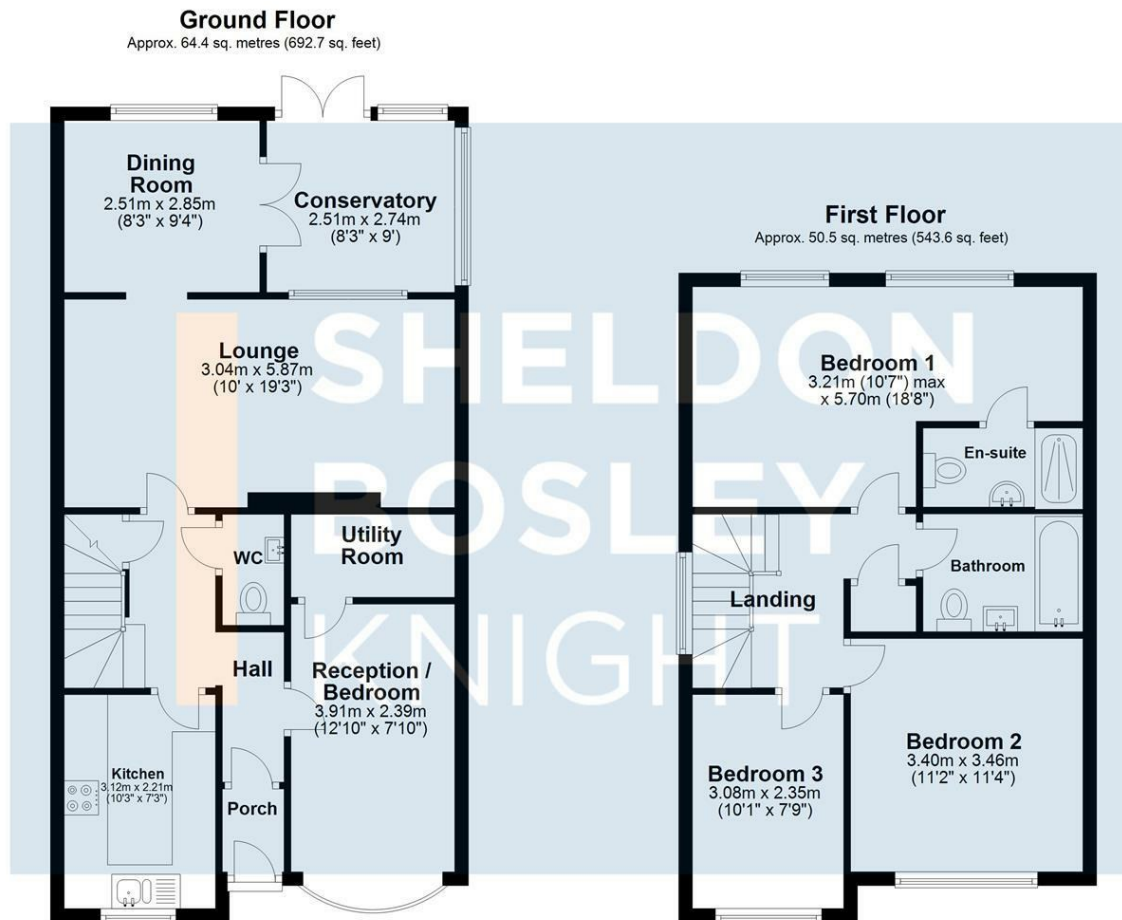 Ground Floor
Approx. 64.4 sq. metres (692.7 sq. feet)
Dining
Room
2.51m x 2.85m
(8'3" x 9'4")
Conservatory
2.51m x 2.74m
(8'3" x 9')
Lounge
3.04m x 5.87m
(10' x 19'3")
WC
Utility
Room
Hall
Reception /
Bedroom
3.91m x 2.39m
(12'10" x 7'10")
Kitchen
3.12m x 2.21m
(10'3" x 7'3")
Porch
First Floor
Approx. 50.5 sq. metres (543.6 sq. feet)
Bedroom 1
3.21m (10'7") max
x 5.70m (18'8")
En-suite
Bathroom
Landing
Bedroom 2
3.40m x 3.46m
(11'2" x 11'4")
Bedroom 3
3.08m x 2.35m
(10'1" x 7'9")
SHELDON
BOSLEY
KNIGHT